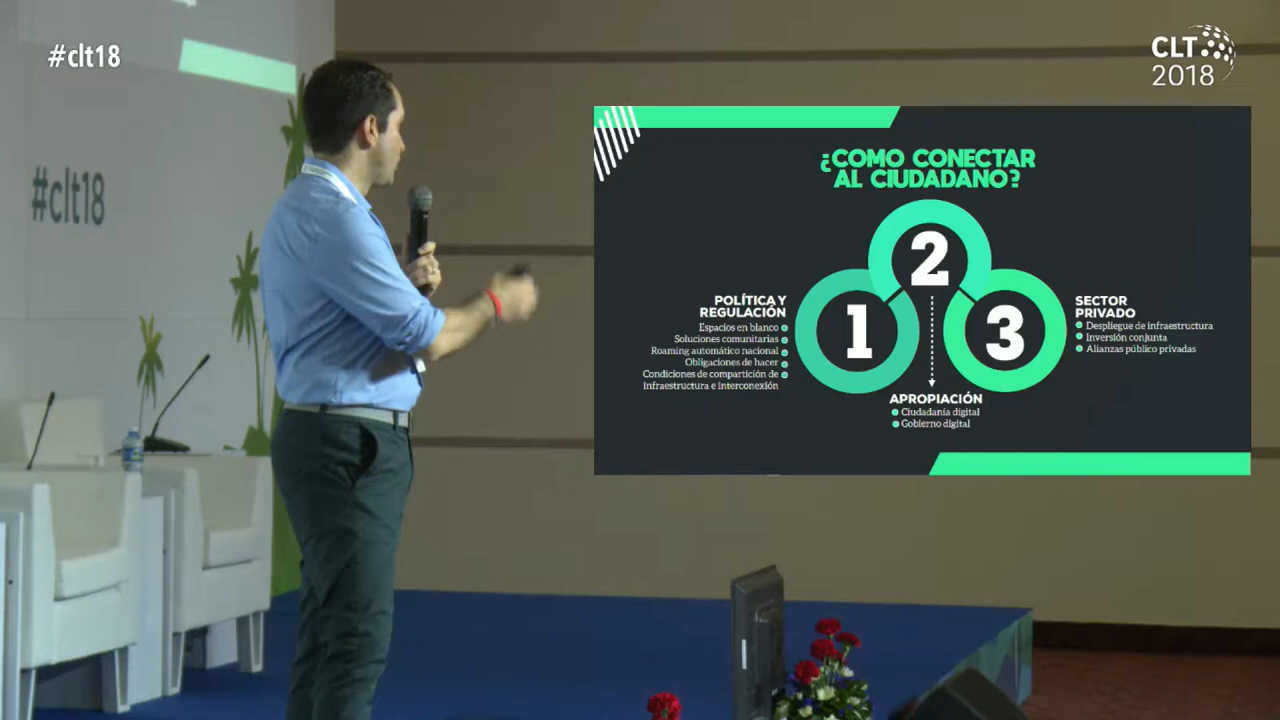 #clt18
CLT
2018
#clt18
¿COMO CONECTAR
AL CIUDADANO?
2
1
3
POLÍTICA Y
REGULACIÓN
Espacios en blanco
Soluciones comunitarias
Roaming automático nacional
Obligaciones de hacer
Condiciones de compartición de
Infraestructura e interconexión
SECTOR
PRIVADO
Despliegue de infraestructura
Inversión conjunta
Alianzas público privadas
APROPIACIÓN
Ciudadanía digital
Gobierno digital